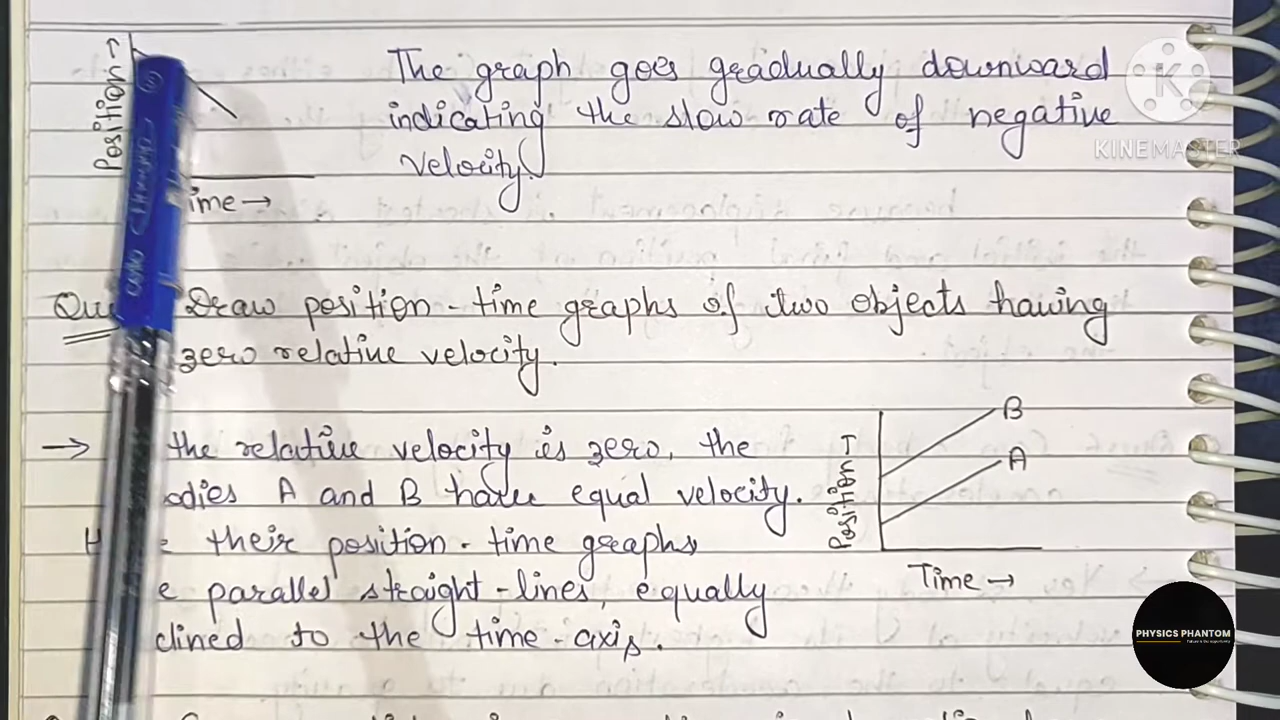 Position →
The graph goes gradually downward
indicating the slow rate of negative
velocity.
ime →
Draw position - time graphs of two objects having
zero relative velocity.
→ the relative velocity is zero, the
odies A and B have equal velocity.
H e their position - time graphs
e parallel straight - lines, equally
clined to the time - axis.
B
A
Position →
Time →
K
KINEMASTER
PHYSICS PHANTOM